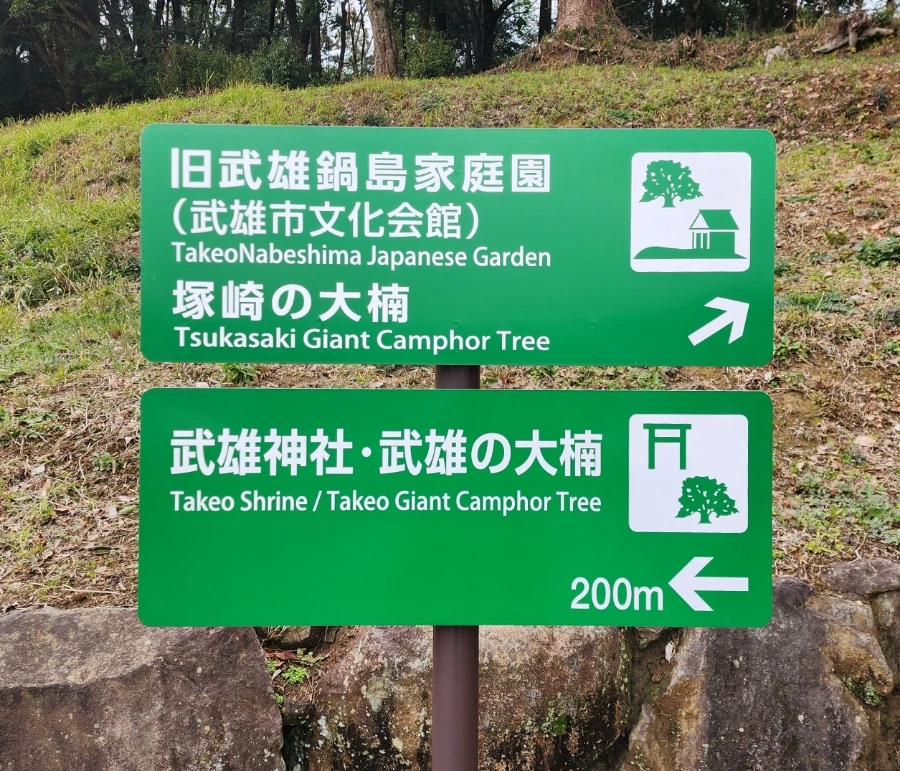 旧武雄鍋島家庭園
(武雄市文化会館)
TakeoNabeshima Japanese Garden
塚崎の大楠
Tsukasaki Giant Camphor Tree
武雄神社・武雄の大楠
Takeo Shrine / Takeo Giant Camphor Tree
200m